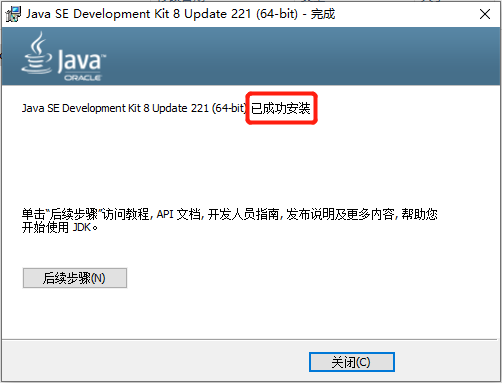 Java SE Development Kit 8 Update 221 (64-bit) - 完成
Java
ORACLE
Java SE Development Kit 8 Update 221 (64-bit) 已成功安装
单击“后续步骤”访问教程, API 文档, 开发人员指南, 发布说明及更多内容, 帮助您
开始使用 JDK。
后续步骤(N)
关闭(C)